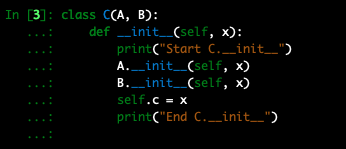 In [3]: class C(A, B):
   ...:     def __init__(self, x):
   ...:         print("Start C.__init__")
   ...:         A.__init__(self, x)
   ...:         B.__init__(self, x)
   ...:         self.c = x
   ...:         print("End C.__init__")
   ...: